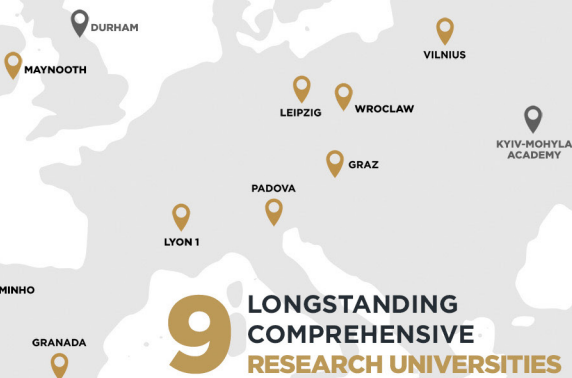 DURHAM
MAYNOOTH
VILNIUS
LEIPZIG
WROCLAW
KYIV-MOHYLA
ACADEMY
GRAZ
PADOVA
LYON 1
MINHO
GRANADA
9
LONGSTANDING
COMPREHENSIVE
RESEARCH UNIVERSITIES